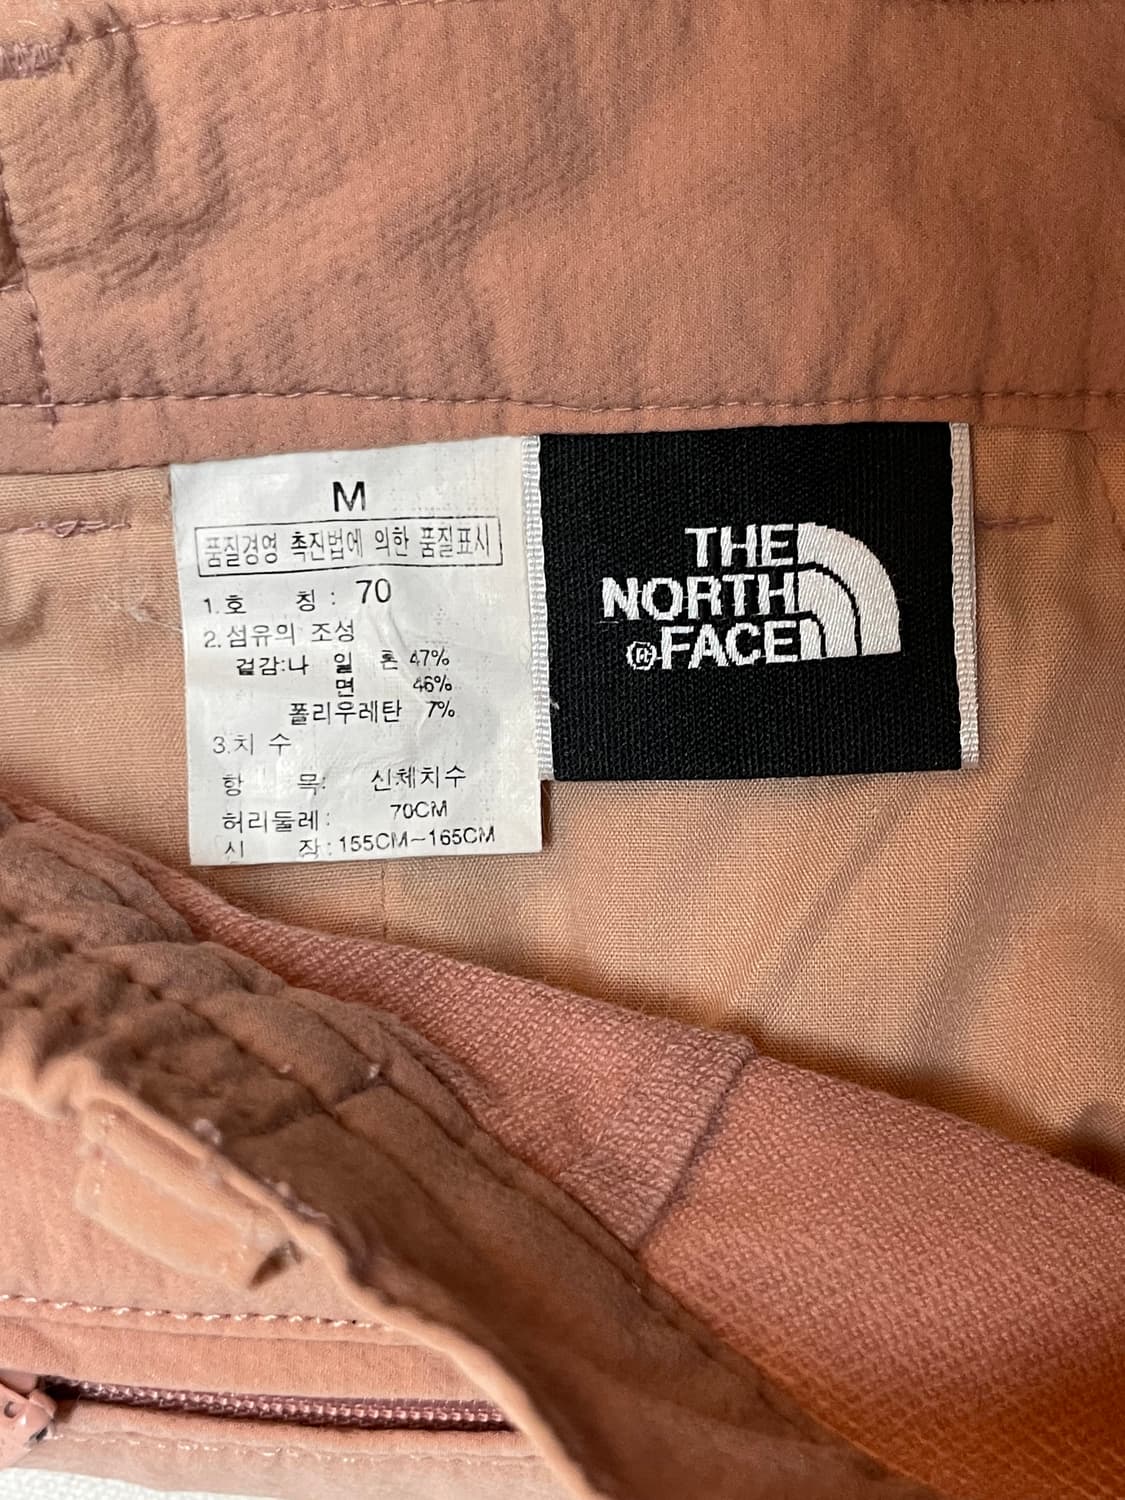 M
품질경영 촉진법에 의한 품질표시
1.호 칭: 70
2.섬유의 조성
겉감:나 일 론 47%
면 46%
폴리우레탄 7%
3.치 수
항 목: 신체치수
허리둘레: 70CM
신 장:155CM~165CM
THE
NORTH
®FACE